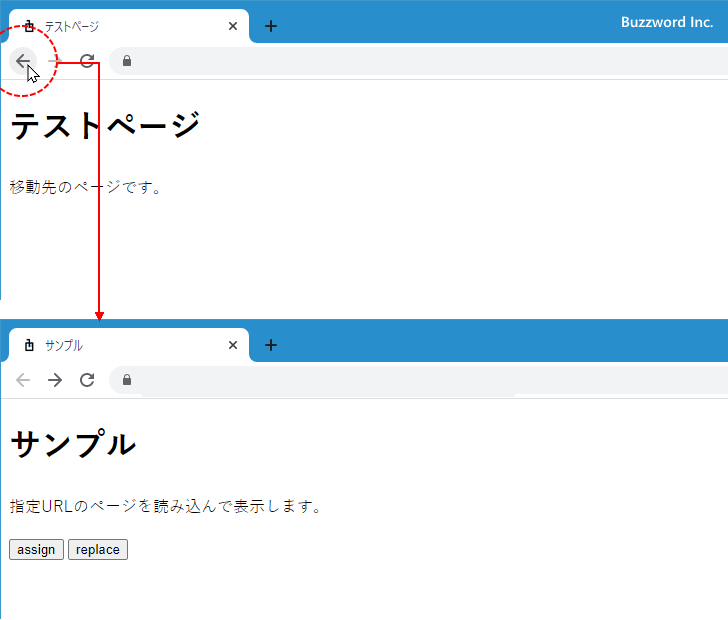 テストページ
Buzzword Inc.
テストページ
移動先のページです。
サンプル
サンプル
指定URLのページを読み込んで表示します。
assign replace